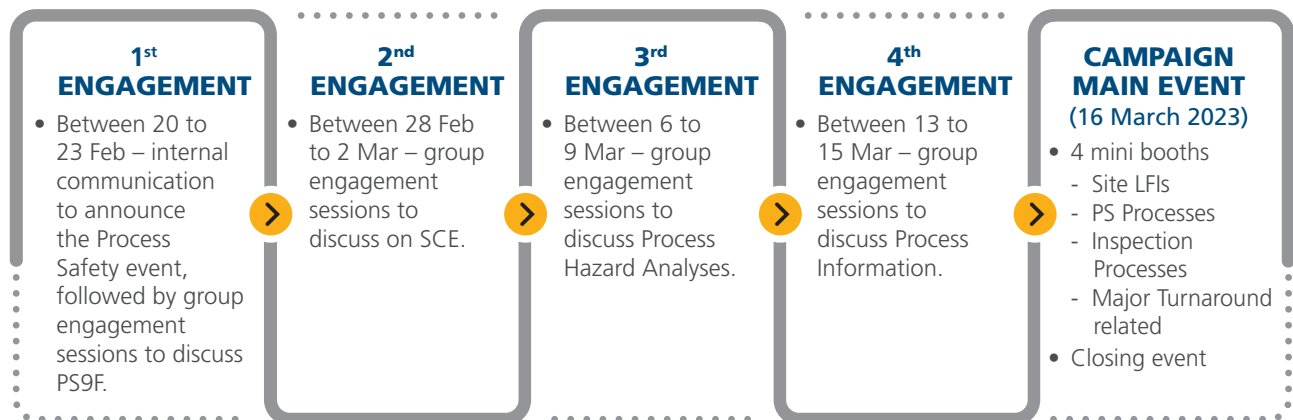 1st
ENGAGEMENT
• Between 20 to
23 Feb – internal
communication
to announce
the Process
Safety event,
followed by group
engagement
sessions to discuss
PS9F.
2nd
ENGAGEMENT
• Between 28 Feb
to 2 Mar – group
engagement
sessions to
discuss on SCE.
3rd
ENGAGEMENT
• Between 6 to
9 Mar – group
engagement
sessions to
discuss Process
Hazard Analyses.
4th
ENGAGEMENT
• Between 13 to
15 Mar – group
engagement
sessions to
discuss Process
Information.
CAMPAIGN
MAIN EVENT
(16 March 2023)
• 4 mini booths
- Site LFIs
- PS Processes
- Inspection
Processes
- Major Turnaround
related
• Closing event